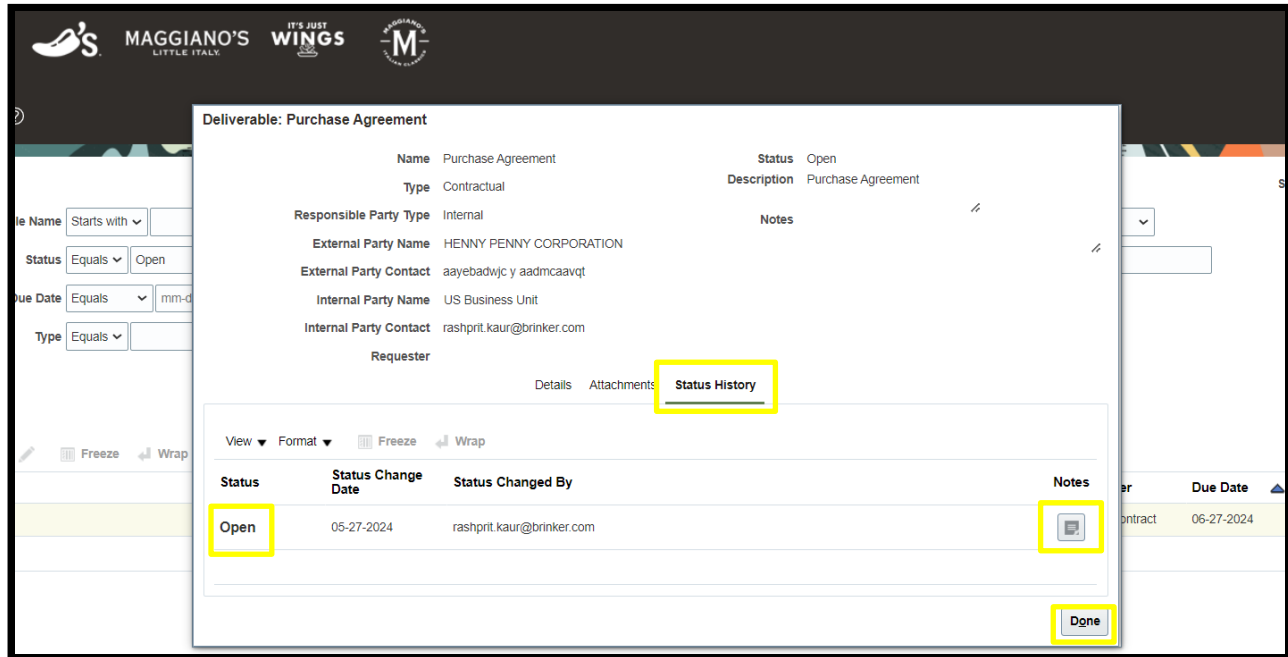 'S. MAGGIANO'S LITTLE ITALY. IT'S JUST WINGS MAGGIANO'S M ITALIAN CLASSICS
Deliverable: Purchase Agreement
Name Purchase Agreement Status Open
Type Contractual Description Purchase Agreement
Responsible Party Type Internal Notes
External Party Name HENNY PENNY CORPORATION
External Party Contact aayebadwjc y aadmcaavqt
Internal Party Name US Business Unit
Internal Party Contact rashprit.kaur@brinker.com
Requester
Details Attachments Status History
View Format Freeze Wrap
Status Status Change Date Status Changed By Notes
Open 05-27-2024 rashprit.kaur@brinker.com
Done
le Name Starts with
Status Equals Open
Due Date Equals mm-d
Type Equals
Freeze Wrap
er Due Date
ontract 06-27-2024
S